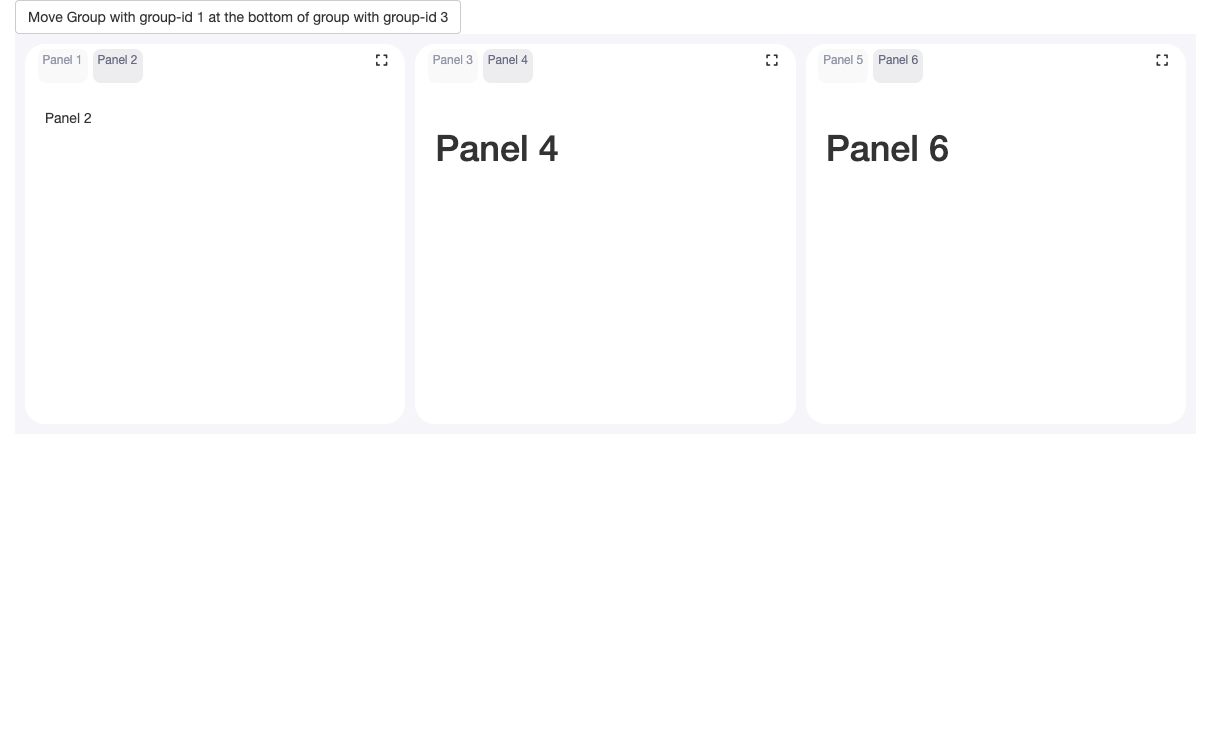 Move Group with group-id 1 at the bottom of group with group-id 3
Panel 1 Panel 2
Panel 2
Panel 3 Panel 4
Panel 4
Panel 5 Panel 6
Panel 6